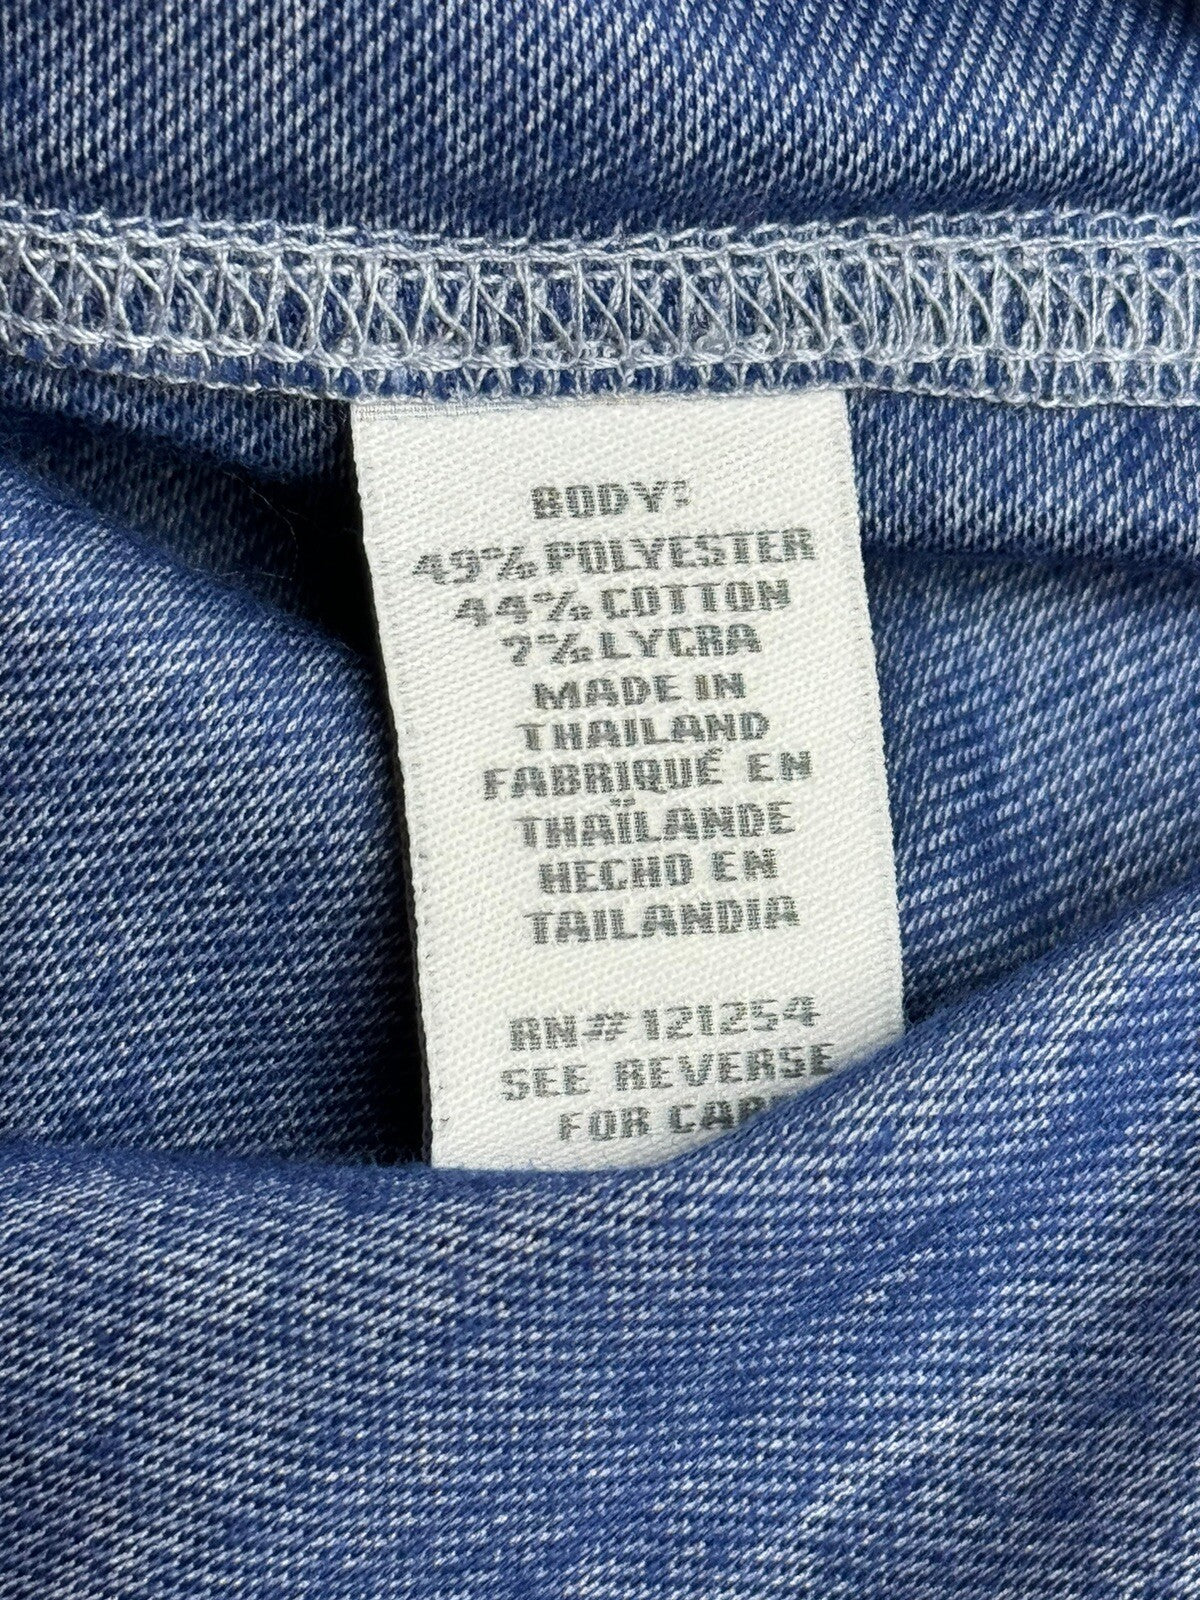 BODY:
49% POLYESTER
44% COTTON
7% LYCRA
MADE IN
THAILAND
FABRIQUÉ EN
THAÏLANDE
HECHO EN
TAILANDIA
RN# 121254
SEE REVERSE
FOR